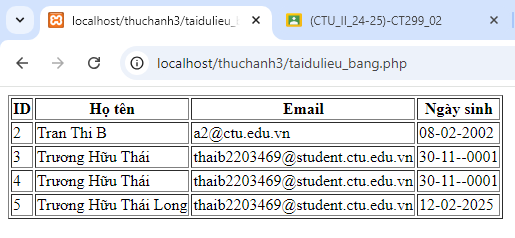 localhost/thuchanh3/taidulieu_b
(CTU_II_24-25)-CT299_02
localhost/thuchanh3/taidulieu_bang.php
ID Họ tên Email Ngày sinh
2 Tran Thi B a2@ctu.edu.vn 08-02-2002
3 Trương Hữu Thái thaib2203469@student.ctu.edu.vn 30-11--0001
4 Trương Hữu Thái thaib2203469@student.ctu.edu.vn 30-11--0001
5 Trương Hữu Thái Long thaib2203469@student.ctu.edu.vn 12-02-2025